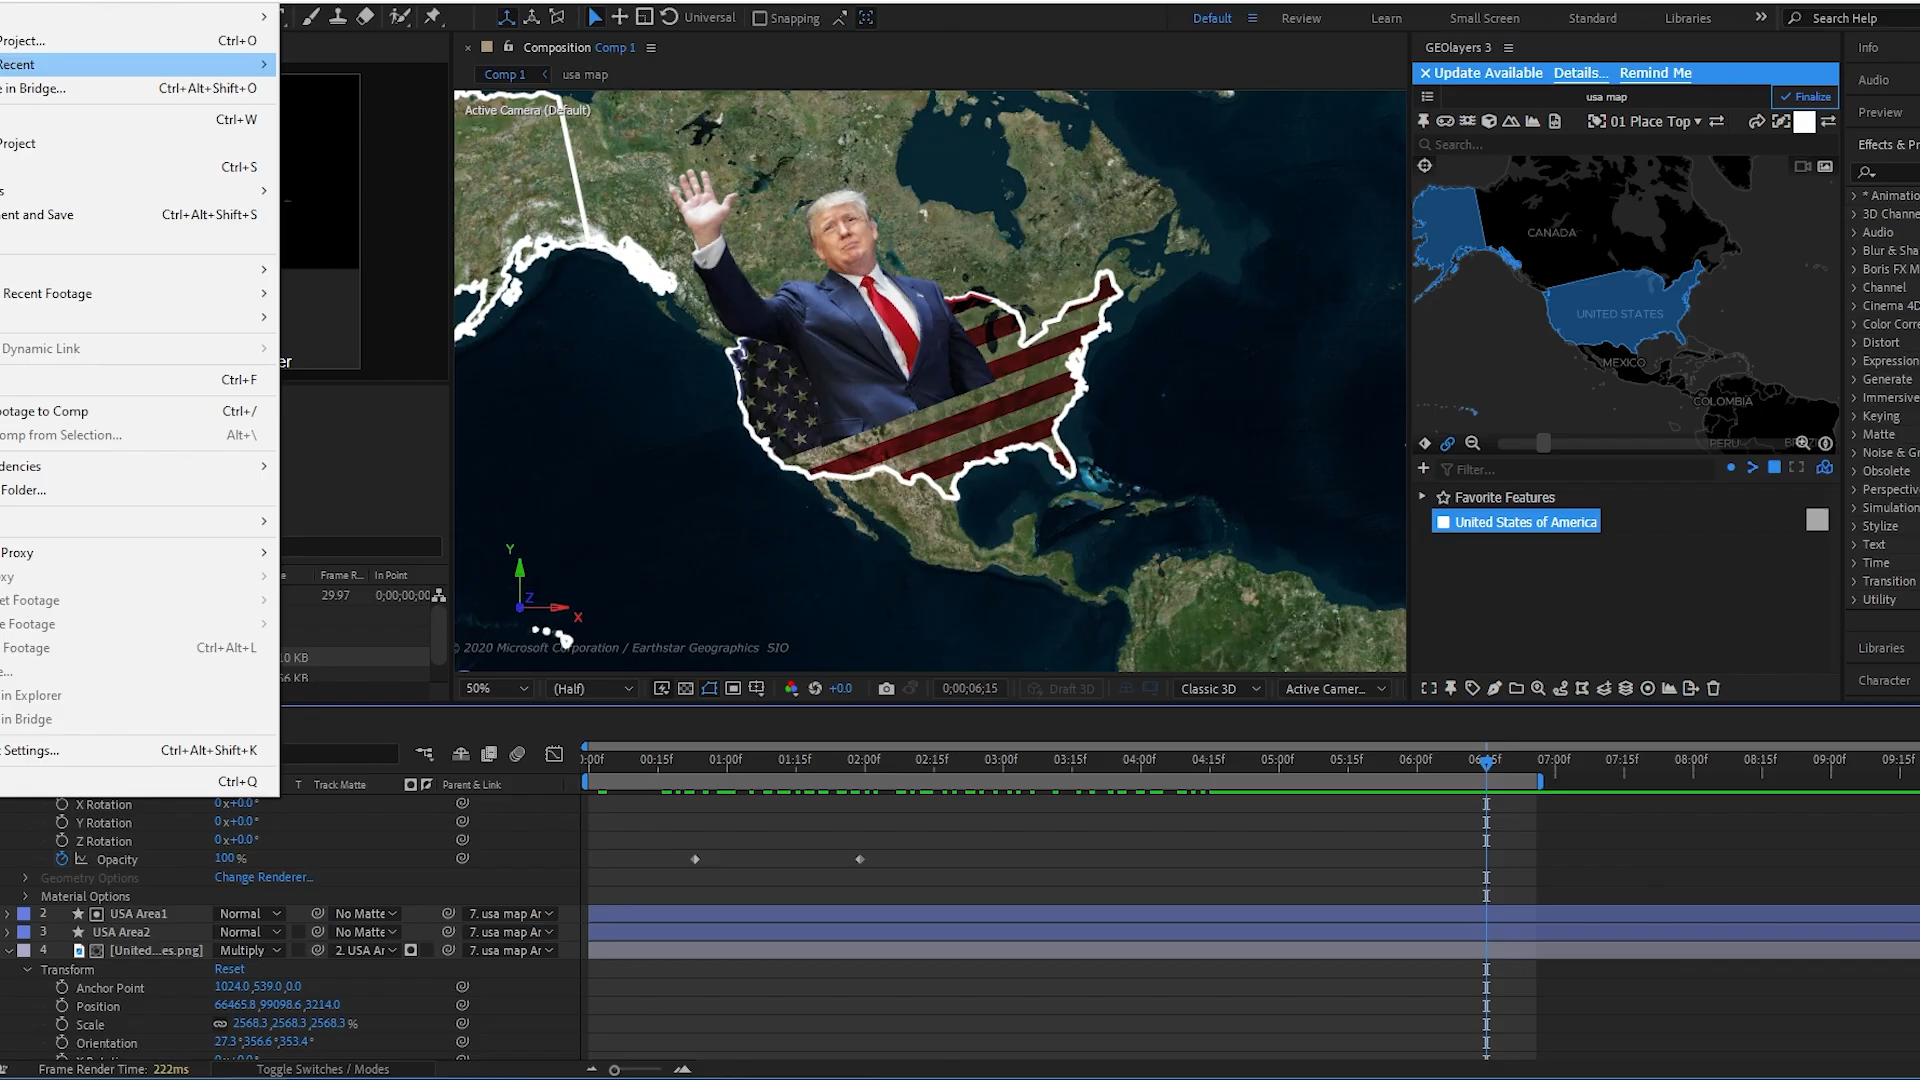 Universal
Snapping
Default
Review
Learn
Small Screen
Standard
Libraries
Search Help
Project...
Ctrl+O
Recent
e in Bridge...
Ctrl+Alt+Shift+O
Ctrl+W
Project
Ctrl+S
s
ent and Save
Ctrl+Alt+Shift+S
Recent Footage
Dynamic Link
Ctrl+F
ootage to Comp
Ctrl+/
omp from Selection...
Alt+\
dencies
Folder...
Proxy
xy
et Footage
e Footage
Footage
Ctrl+Alt+L
e...
in Explorer
in Bridge
t Settings...
Ctrl+Alt+Shift+K
Ctrl+Q
er
e
Frame R...
In Point
29.97
0;00;00;00
Composition Comp 1
Comp 1
usa map
Active Camera (Default)
Y
Z
X
© 2020 Microsoft Corporation / Earthstar Geographics SIO
50%
(Half)
+0.0
0;00;06;15
Draft 3D
Classic 3D
Active Camer...
GEOlayers 3
Update Available
Details...
Remind Me
usa map
Finalize
01 Place Top
Search...
CANADA
UNITED STATES
MEXICO
COLOMBIA
PERU
Filter...
Favorite Features
United States of America
Info
Audio
Preview
Effects & Pr
* Animatio
3D Channe
Audio
Blur & Sha
Boris FX M
Channel
Cinema 4D
Color Corre
Distort
Expression
Generate
Immersive
Keying
Matte
Noise & Gr
Obsolete
Perspectiv
Simulation
Stylize
Text
Time
Transition
Utility
Libraries
Character
T
Track Matte
Parent & Link
:00f
00:15f
01:00f
01:15f
02:00f
02:15f
03:00f
03:15f
04:00f
04:15f
05:00f
05:15f
06:00f
07:00f
07:15f
08:00f
08:15f
09:00f
09:15f
X Rotation
0x+0.0°
Y Rotation
0x+0.0°
Z Rotation
0x+0.0°
Opacity
100%
Geometry Options
Change Renderer...
Material Options
2
USA Area1
Normal
No Matte
7. usa map Ar
3
USA Area2
Normal
No Matte
7. usa map Ar
4
[United...es.png]
Multiply
2. USA Ar
7. usa map Ar
Transform
Reset
Anchor Point
1024.0,539.0,0.0
Position
66465.8,99098.6,3214.0
Scale
2568.3,2568.3,2568.3%
Orientation
27.3°,356.6°,353.4°
Frame Render Time: 222ms
Toggle Switches / Modes